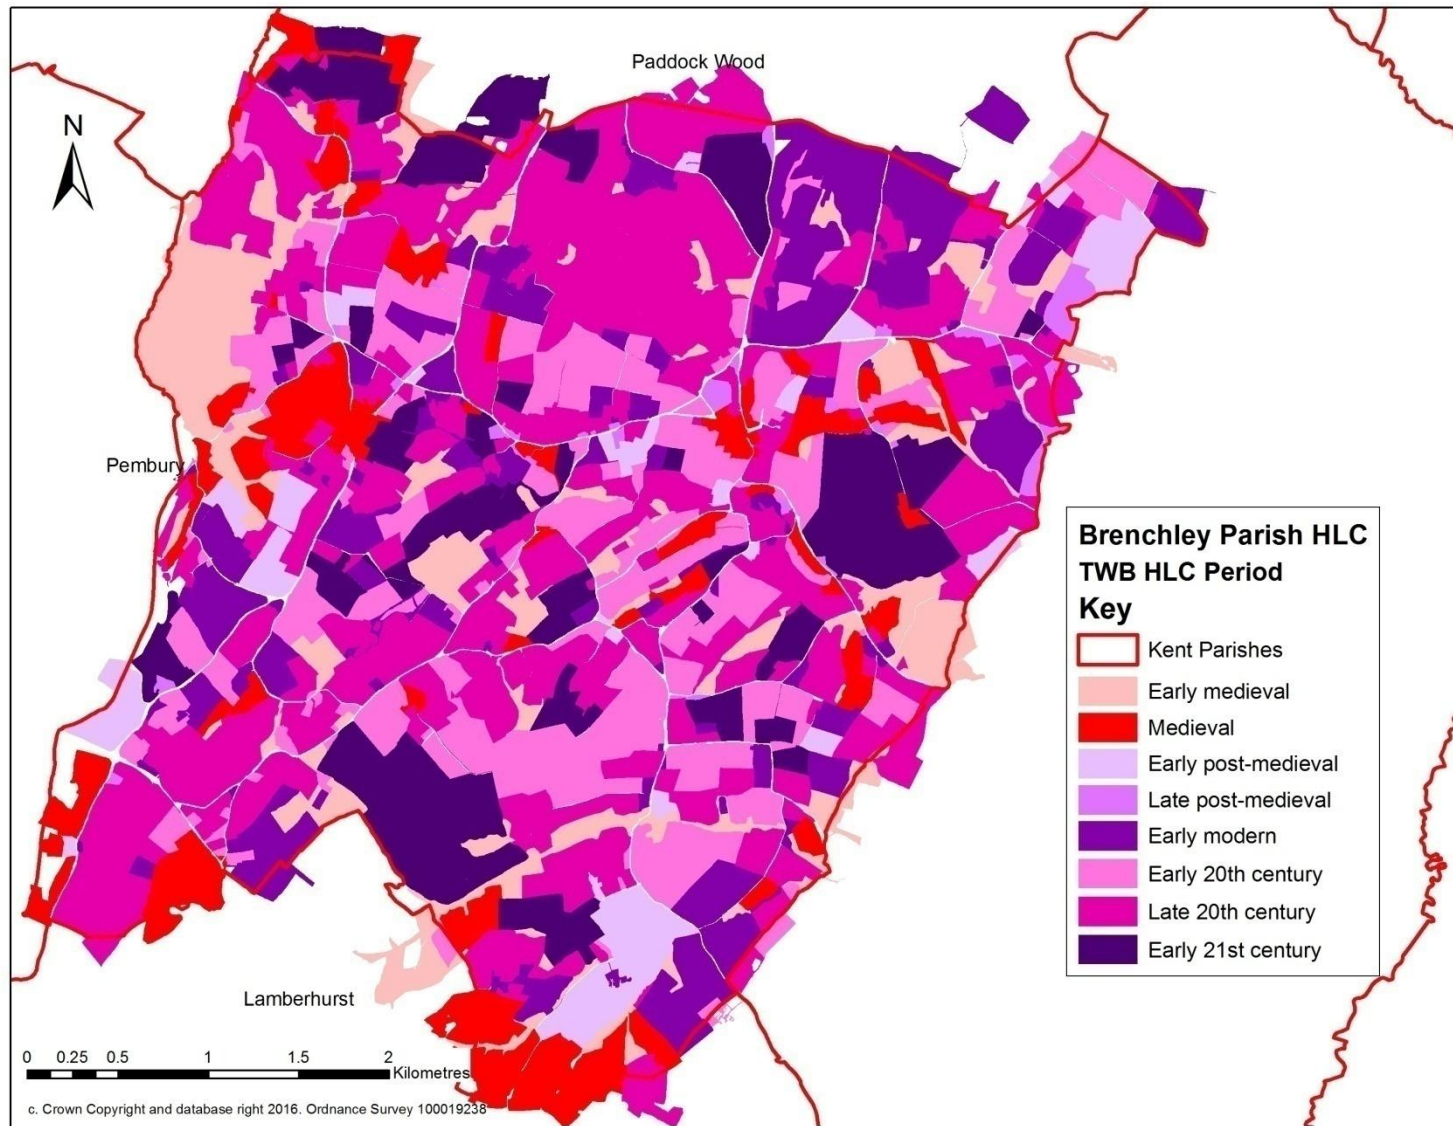 Paddock Wood
N
Pembury
Brenchley Parish HLC
TWB HLC Period
Key
Kent Parishes
Early medieval
Medieval
Early post-medieval
Late post-medieval
Early modern
Early 20th century
Late 20th century
Early 21st century
Lamberhurst
0 0.25 0.5 1 1.5 2
Kilometres
c. Crown Copyright and database right 2016. Ordnance Survey 100019238